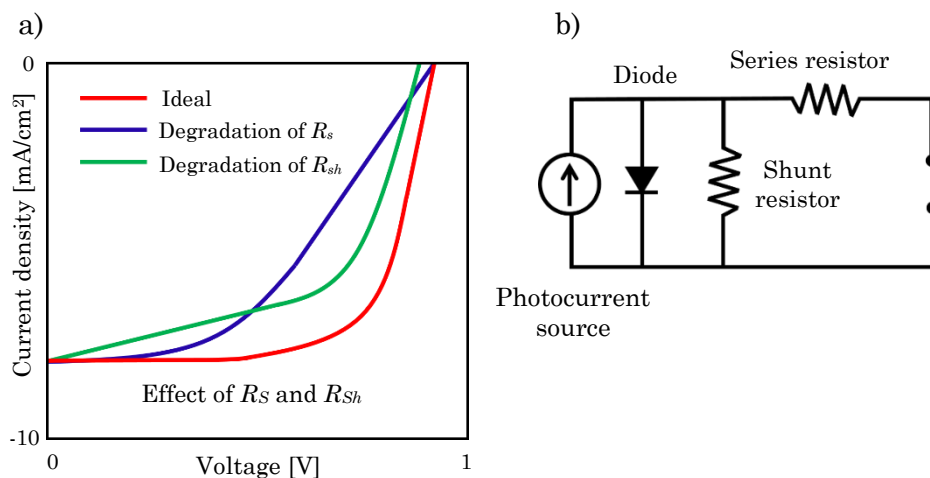 a)
0
Current density [mA/cm²]
-10
Ideal
Degradation of Rs
Degradation of Rsh
Effect of RS and RSh
0
Voltage [V]
1
b)
Diode
Series resistor
Shunt
resistor
Photocurrent
source